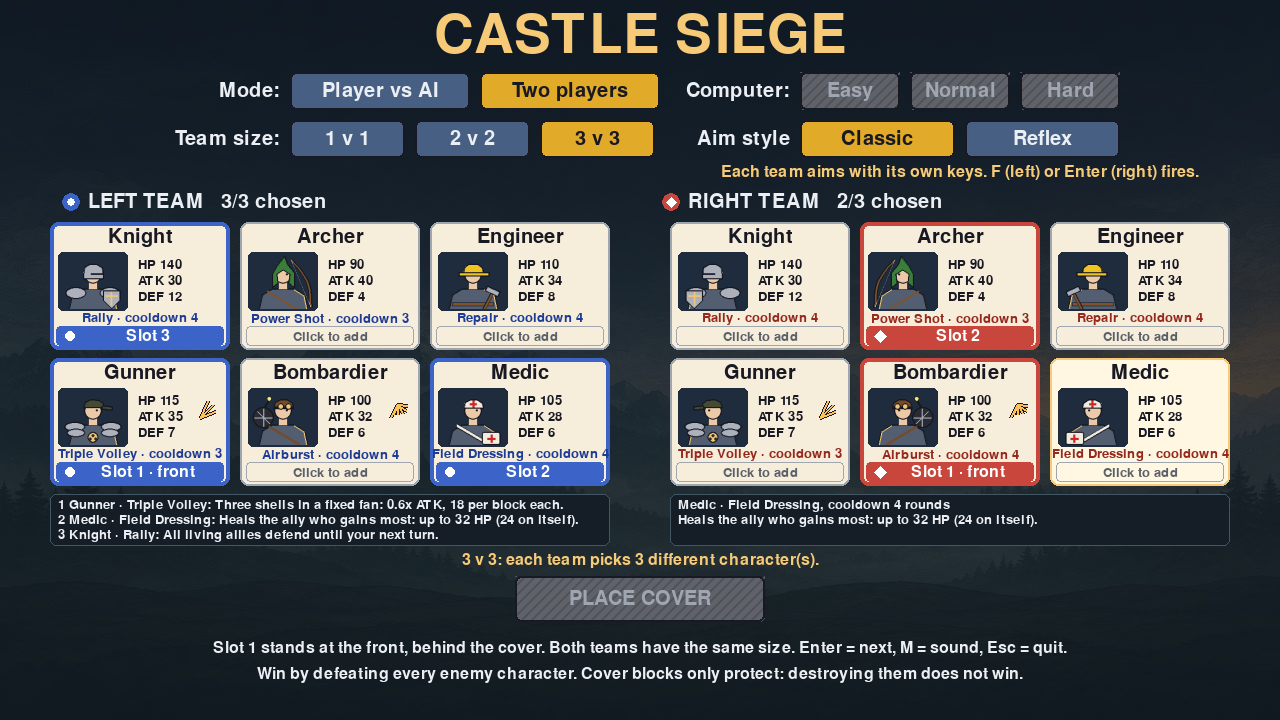 CASTLE SIEGE
Mode: Player vs AI Two players Computer: Easy Normal Hard
Team size: 1 v 1 2 v 2 3 v 3 Aim style Classic Reflex
Each team aims with its own keys. F (left) or Enter (right) fires.
LEFT TEAM 3/3 chosen
RIGHT TEAM 2/3 chosen
Knight
HP 140
ATK 30
DEF 12
Rally · cooldown 4
Slot 3
Archer
HP 90
ATK 40
DEF 4
Power Shot · cooldown 3
Click to add
Engineer
HP 110
ATK 34
DEF 8
Repair · cooldown 4
Click to add
Knight
HP 140
ATK 30
DEF 12
Rally · cooldown 4
Click to add
Archer
HP 90
ATK 40
DEF 4
Power Shot · cooldown 3
Slot 2
Engineer
HP 110
ATK 34
DEF 8
Repair · cooldown 4
Click to add
Gunner
HP 115
ATK 35
DEF 7
Triple Volley · cooldown 3
Slot 1 · front
Bombardier
HP 100
ATK 32
DEF 6
Airburst · cooldown 4
Click to add
Medic
HP 105
ATK 28
DEF 6
Field Dressing · cooldown 4
Slot 2
Gunner
HP 115
ATK 35
DEF 7
Triple Volley · cooldown 3
Click to add
Bombardier
HP 100
ATK 32
DEF 6
Airburst · cooldown 4
Slot 1 · front
Medic
HP 105
ATK 28
DEF 6
Field Dressing · cooldown 4
Click to add
1 Gunner · Triple Volley: Three shells in a fixed fan: 0.6x ATK, 18 per block each.
2 Medic · Field Dressing: Heals the ally who gains most: up to 32 HP (24 on itself).
3 Knight · Rally: All living allies defend until your next turn.
Medic · Field Dressing, cooldown 4 rounds
Heals the ally who gains most: up to 32 HP (24 on itself).
3 v 3: each team picks 3 different character(s).
PLACE COVER
Slot 1 stands at the front, behind the cover. Both teams have the same size. Enter = next, M = sound, Esc = quit.
Win by defeating every enemy character. Cover blocks only protect: destroying them does not win.